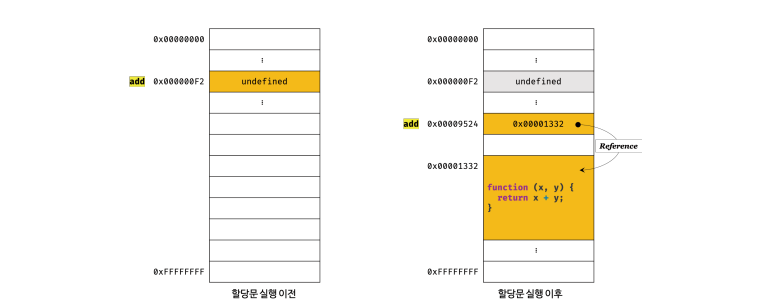 0x00000000
⋮
add 0x000000F2 undefined
⋮
0xFFFFFFFF
할당문 실행 이전
0x00000000
⋮
0x000000F2 undefined
⋮
add 0x00009524 0x00001332
Reference
0x00001332
function (x, y) {
return x + y;
}
⋮
0xFFFFFFFF
할당문 실행 이후